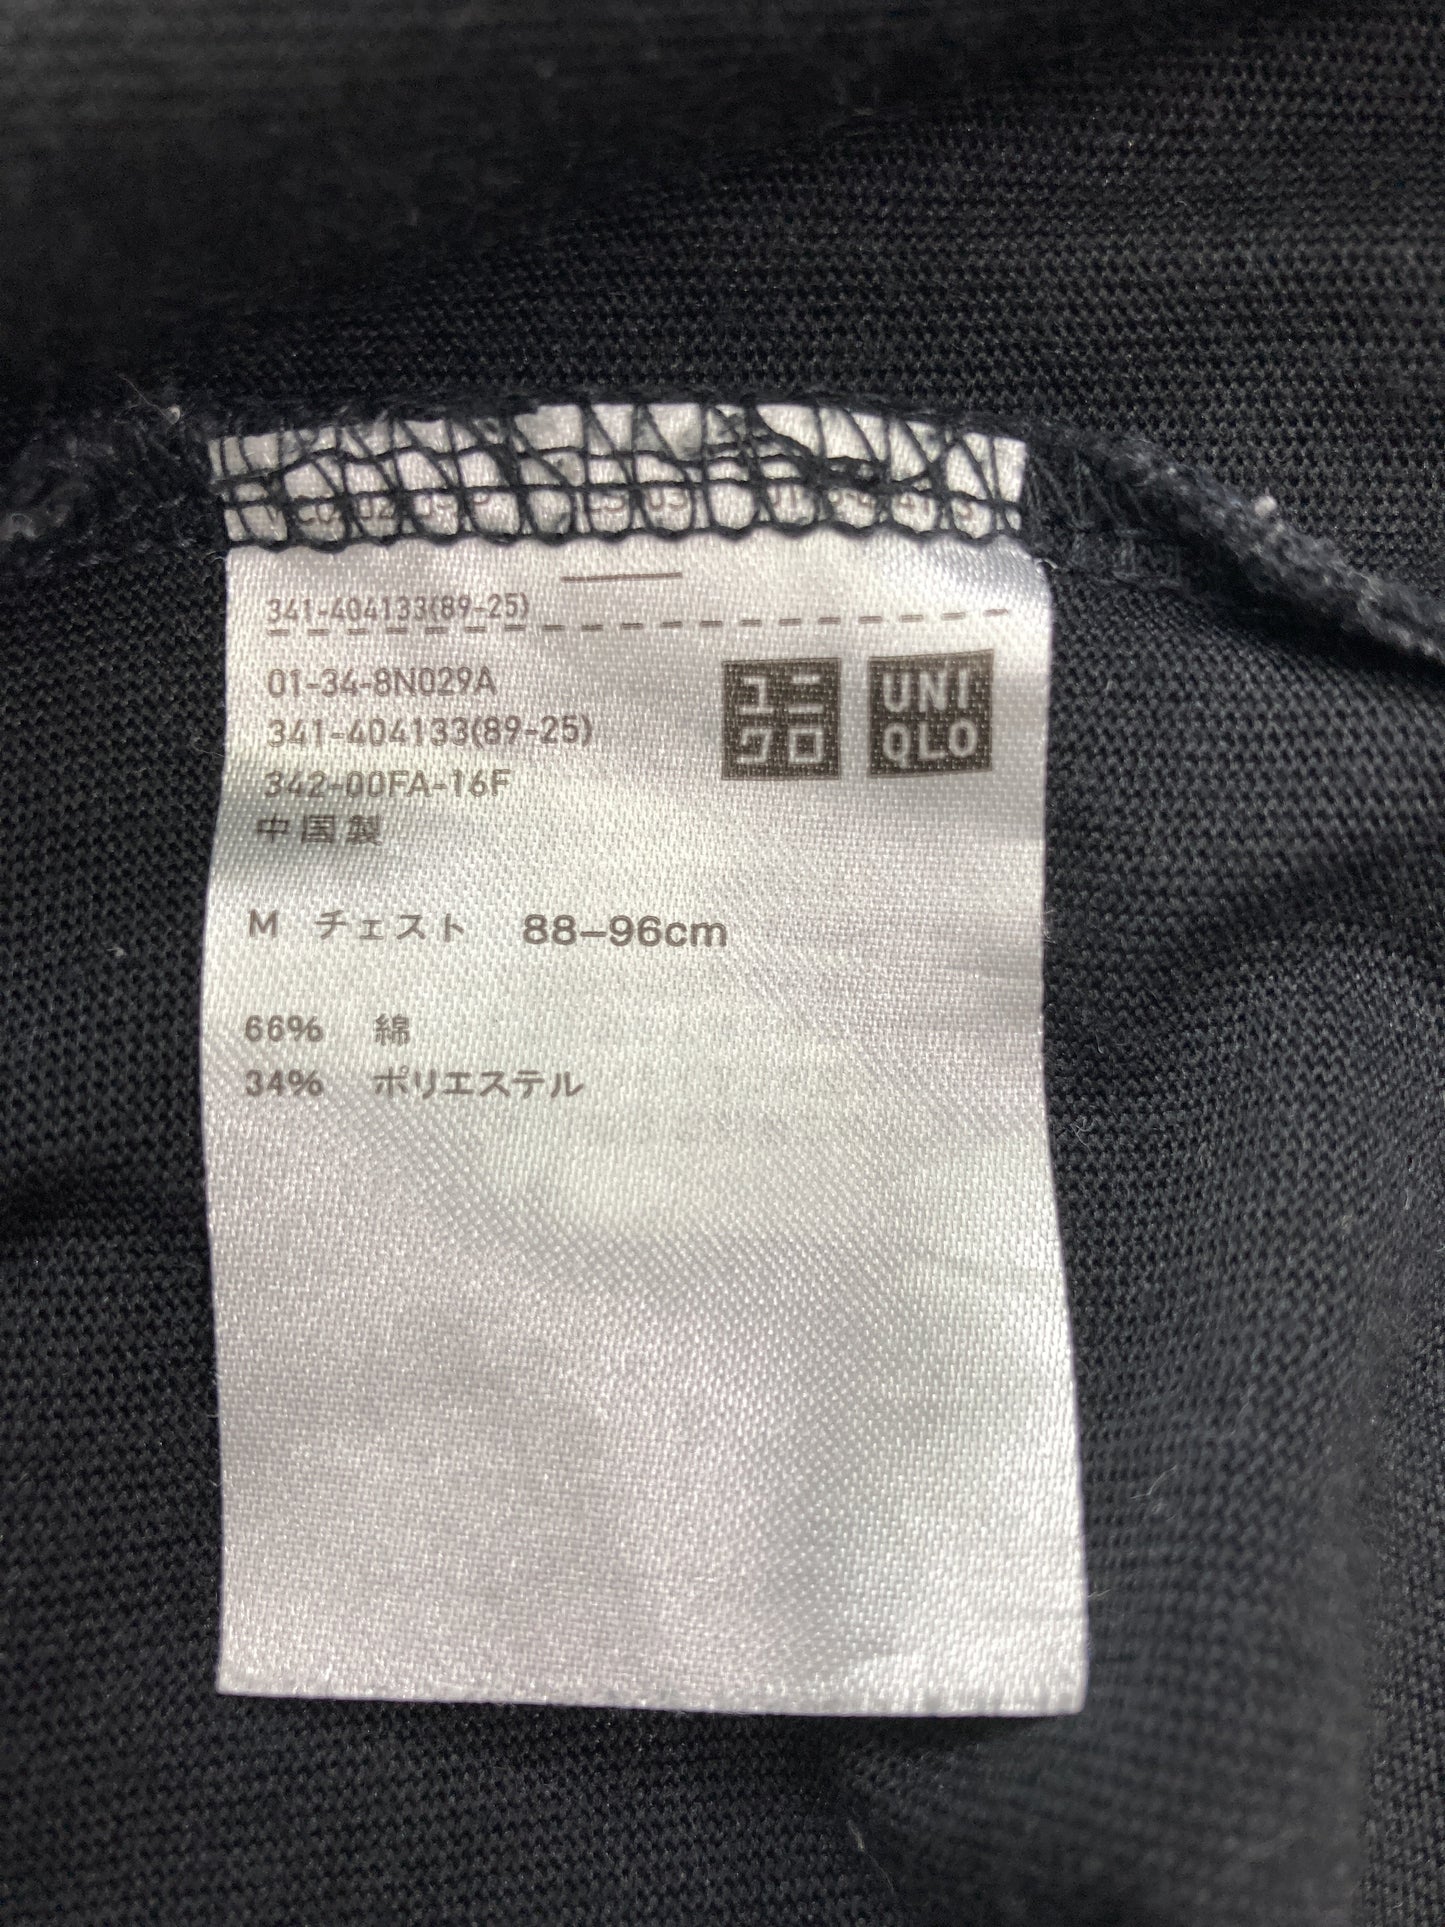 341-404133(89-25)
01-34-8N029A
341-404133(89-25)
342-00FA-16F
中国製
ユニ
クロ
UNI
QLO
M チェスト 88-96cm
66% 綿
34% ポリエステル